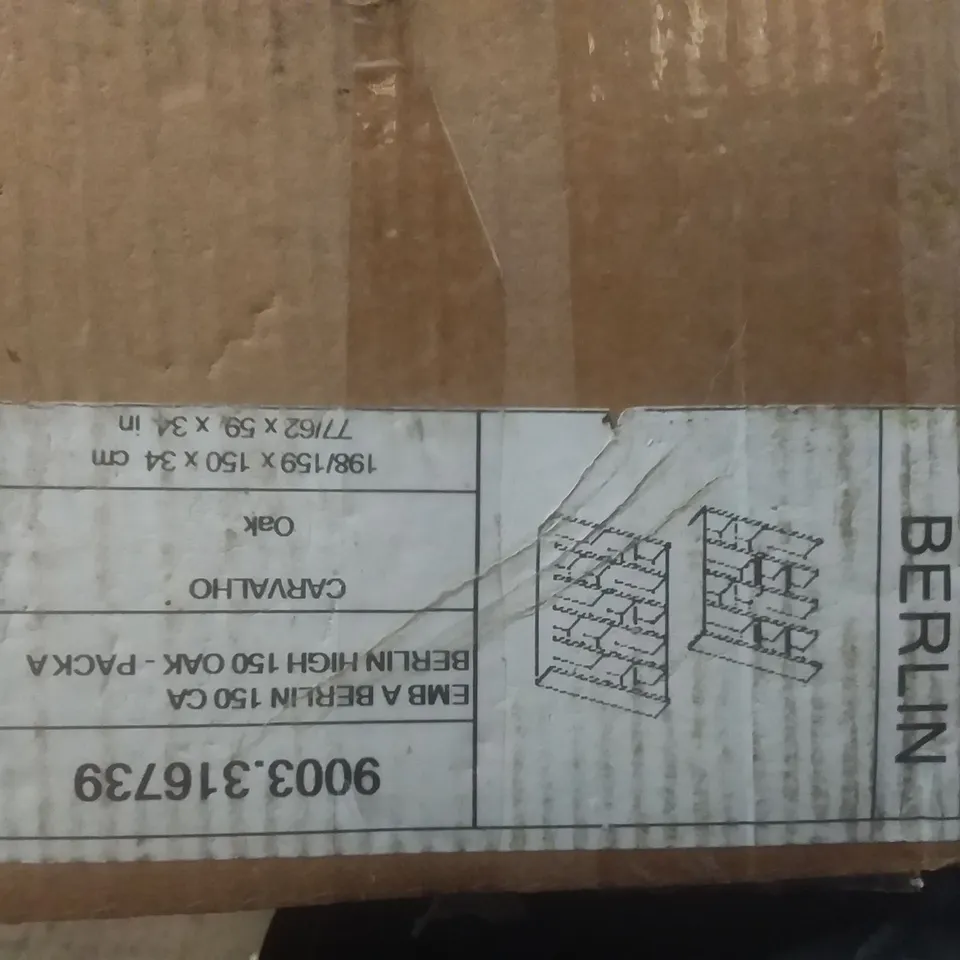 BERLIN
9003.316739
EMB A BERLIN 150 CA
BERLIN HIGH 150 OAK - PACK A
CARVALHO
Oak
198/159 x 150 x 34 cm
77/62 x 59 x 34 in